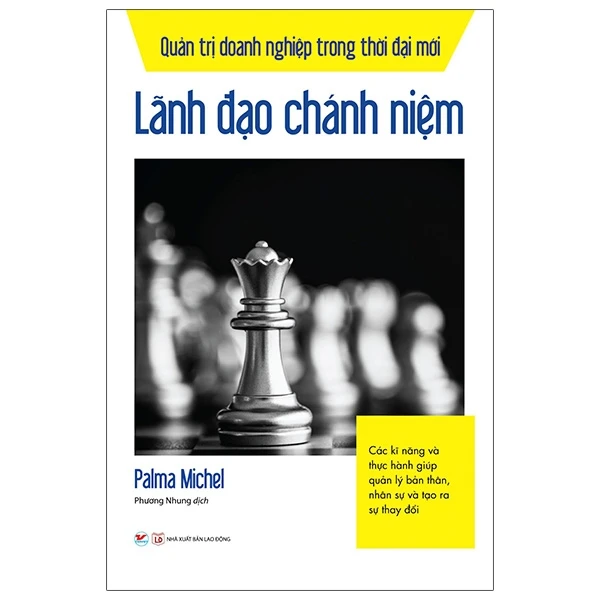 Quản trị doanh nghiệp trong thời đại mới
Lãnh đạo chánh niệm
Các kĩ năng và
thực hành giúp
quản lý bản thân,
nhân sự và tạo ra
sự thay đổi
Palma Michel
Phương Nhung dịch
LD NHÀ XUẤT BẢN LAO ĐỘNG